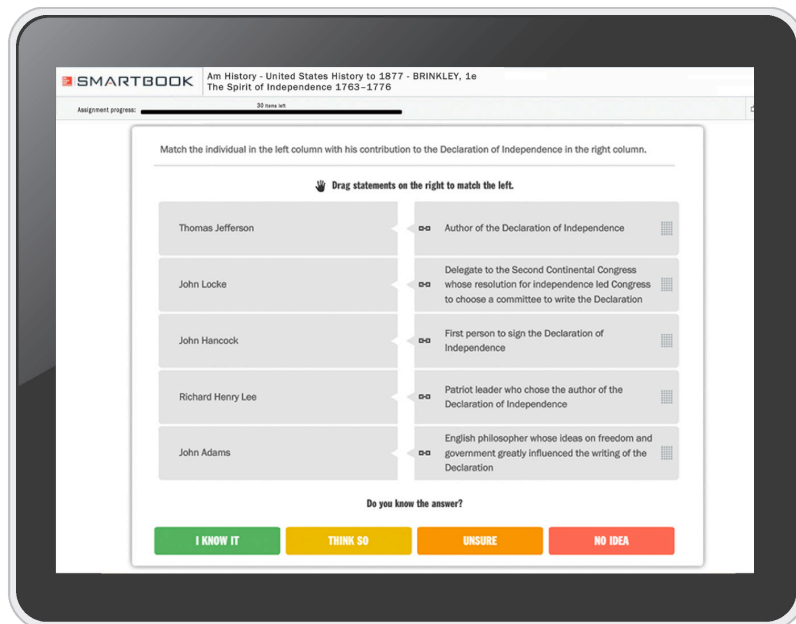 SMARTBOOK
Am History - United States History to 1877 - BRINKLEY, 1e
The Spirit of Independence 1763–1776
Assignment progress:
30 items left
Match the individual in the left column with his contribution to the Declaration of Independence in the right column.
Drag statements on the right to match the left.
Thomas Jefferson
Author of the Declaration of Independence
John Locke
Delegate to the Second Continental Congress
whose resolution for independence led Congress
to choose a committee to write the Declaration
John Hancock
First person to sign the Declaration of
Independence
Richard Henry Lee
Patriot leader who chose the author of the
Declaration of Independence
John Adams
English philosopher whose ideas on freedom and
government greatly influenced the writing of the
Declaration
Do you know the answer?
I KNOW IT
THINK SO
UNSURE
NO IDEA